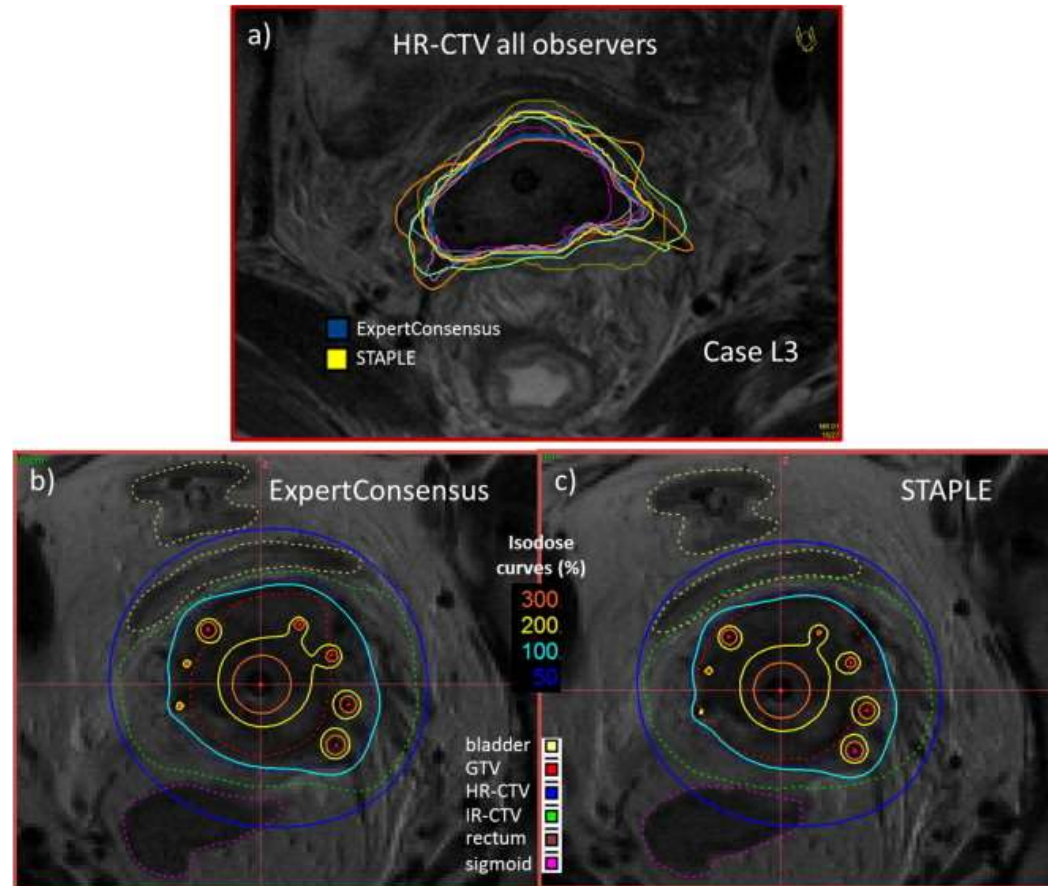 a)
HR-CTV all observers
ExpertConsensus
STAPLE
Case L3
b)
ExpertConsensus
c)
STAPLE
Isodose
curves (%)
300
200
100
50
bladder
GTV
HR-CTV
IR-CTV
rectum
sigmoid